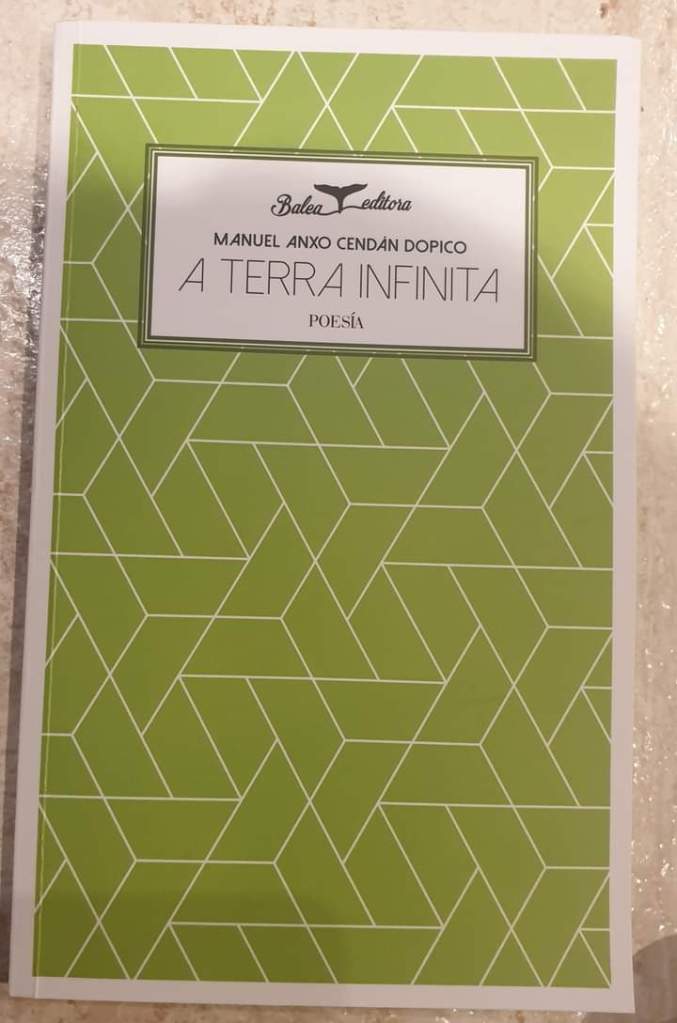 Balea editora
MANUEL ANXO CENDÁN DOPICO
A TERRA INFINITA
POESÍA